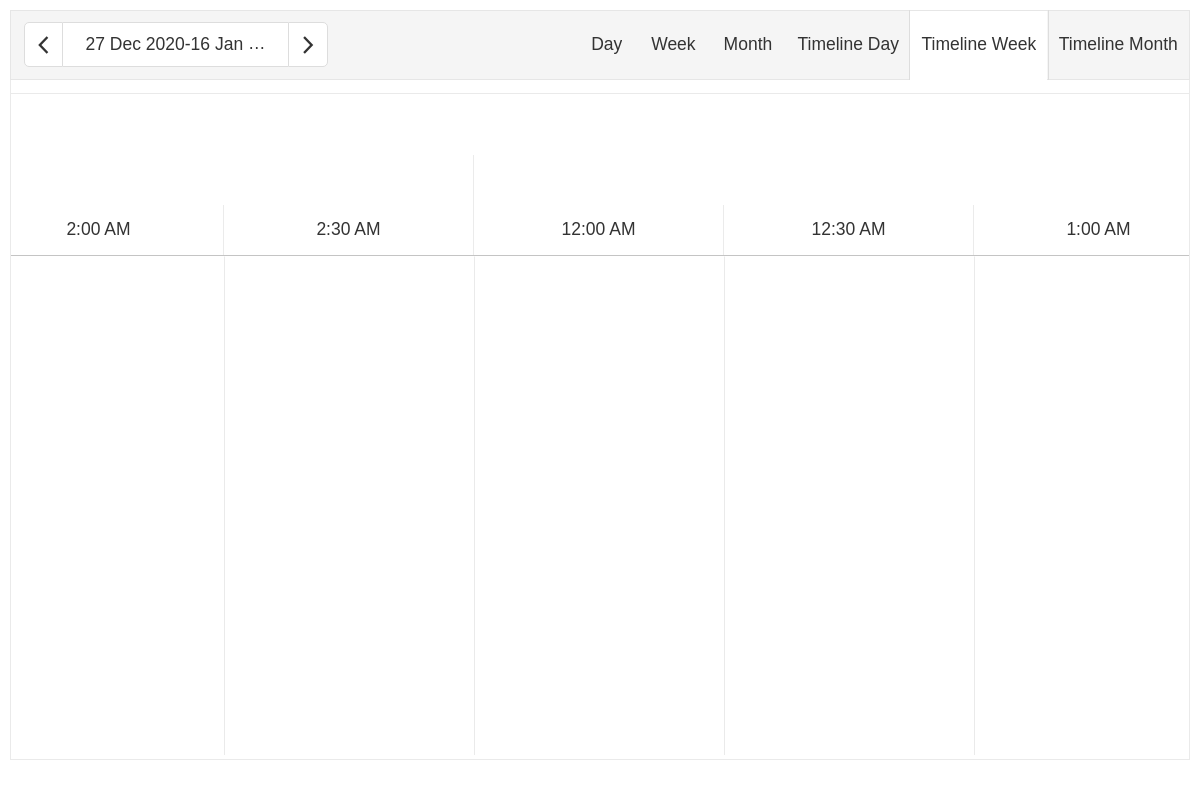 27 Dec 2020-16 Jan …
Day
Week
Month
Timeline Day
Timeline Week
Timeline Month
2:00 AM
2:30 AM
12:00 AM
12:30 AM
1:00 AM